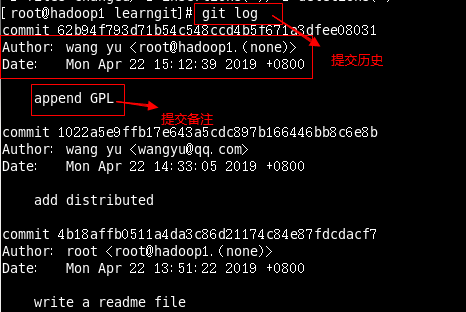 [root@hadoop1 learngit]# git log
commit 62b94f793d71b54c548ccd4b5f671a3dfee08031
Author: wang yu <root@hadoop1.(none)>
提交历史
Date: Mon Apr 22 15:12:39 2019 +0800
append GPL
提交备注
commit 1022a5e9ffb17e643a5cdc897b166446bb8c6e8b
Author: wang yu <wangyu@qq.com>
Date: Mon Apr 22 14:33:05 2019 +0800
add distributed
commit 4b18affb0511a4da3c86d21174c84e87fdcdacf7
Author: root <root@hadoop1.(none)>
Date: Mon Apr 22 13:51:22 2019 +0800
write a readme file